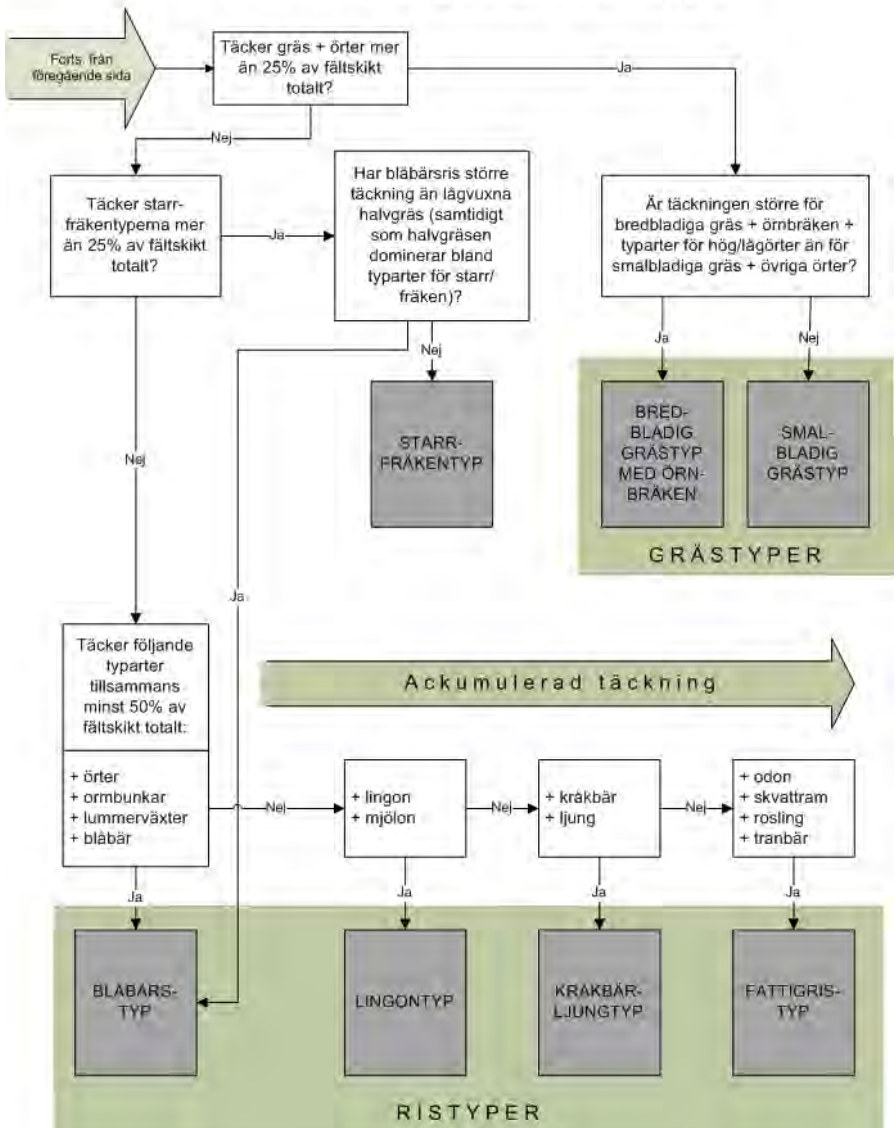 Forts från
föregående sida
Täcker gräs + örter mer
än 25% av fältskikt
totalt?
Ja
Nej
Täcker starr-
fräkentyperna mer
än 25% av fältskikt
totalt?
Ja
Har blåbärsris större
täckning än lågvuxna
halvgräs (samtidigt
som halvgräsen
dominerar bland
typarter för starr/
fräken)?
Är täckningen större för
bredbladiga gräs + örnbräken +
typarter för hög/lågörter än för
smalbladiga gräs + övriga örter?
Nej
Ja
Nej
STARR-
FRÄKENTYP
BRED-
BLADIG
GRÄSTYP
MED ÖRN-
BRÄKEN
SMAL-
BLADIG
GRÄSTYP
GRÄSTYPER
Nej
Ja
Täcker följande
typarter
tillsammans
minst 50% av
fältskikt totalt:
Ackumulerad täckning
+ örter
+ ormbunkar
+ lummerväxter
+ blåbär
Nej
+ lingon
+ mjölon
Nej
+ kråkbär
+ ljung
Nej
+ odon
+ skvattram
+ rosling
+ tranbär
Ja
Ja
Ja
Ja
BLÅBÄRS-
TYP
LINGONTYP
KRÅKBÄR-
LJUNGTYP
FATTIGRIS-
TYP
RISTYPER